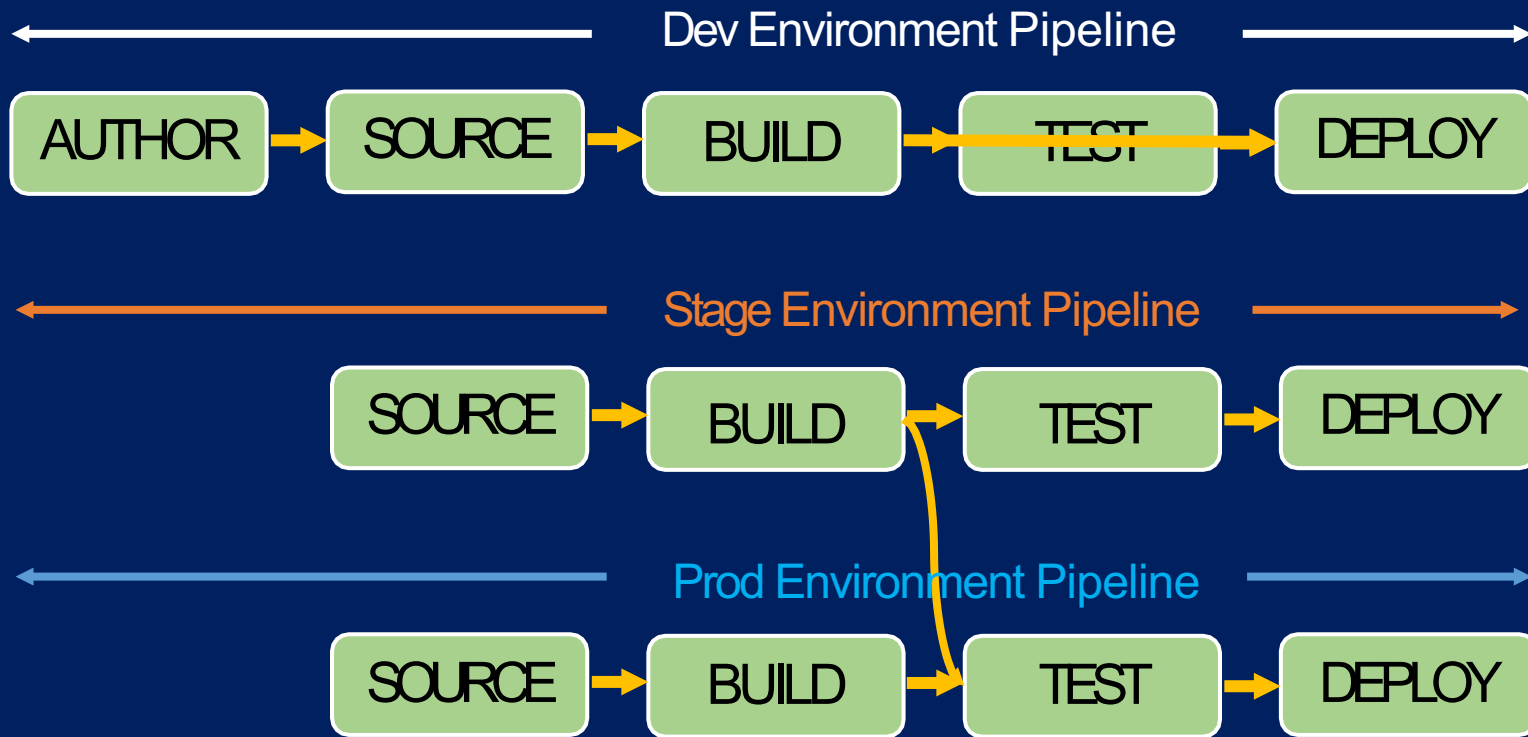 Dev Environment Pipeline
AUTHOR SOURCE BUILD TEST DEPLOY
Stage Environment Pipeline
SOURCE BUILD TEST DEPLOY
Prod Environment Pipeline
SOURCE BUILD TEST DEPLOY